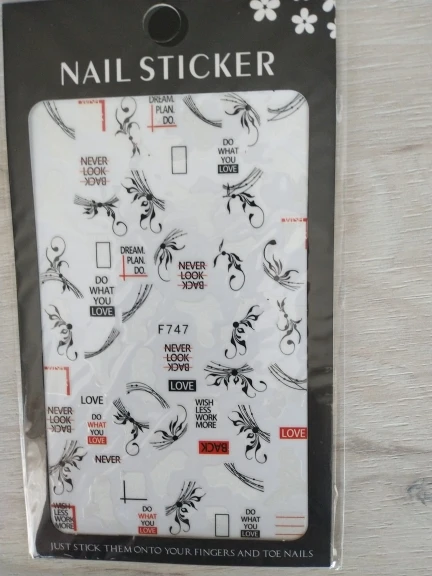 NAIL STICKER
DREAM.
PLAN.
DO.
DO
WHAT
YOU
LOVE
NEVER
LOOK
BACK
DREAM.
PLAN.
DO.
NEVER
LOOK
BACK
DO
WHAT
YOU
LOVE
F747
NEVER
LOOK
BACK
LOVE
LOVE
WISH
LESS
WORK
MORE
NEVER
LOOK
BACK
DO
WHAT
YOU
LOVE
LOVE
BACK
NEVER
WISH
LESS
WORK
MORE
DO
WHAT
YOU
LOVE
DO
WHAT
YOU
LOVE
JUST STICK THEM ONTO YOUR FINGERS AND TOE NAILS